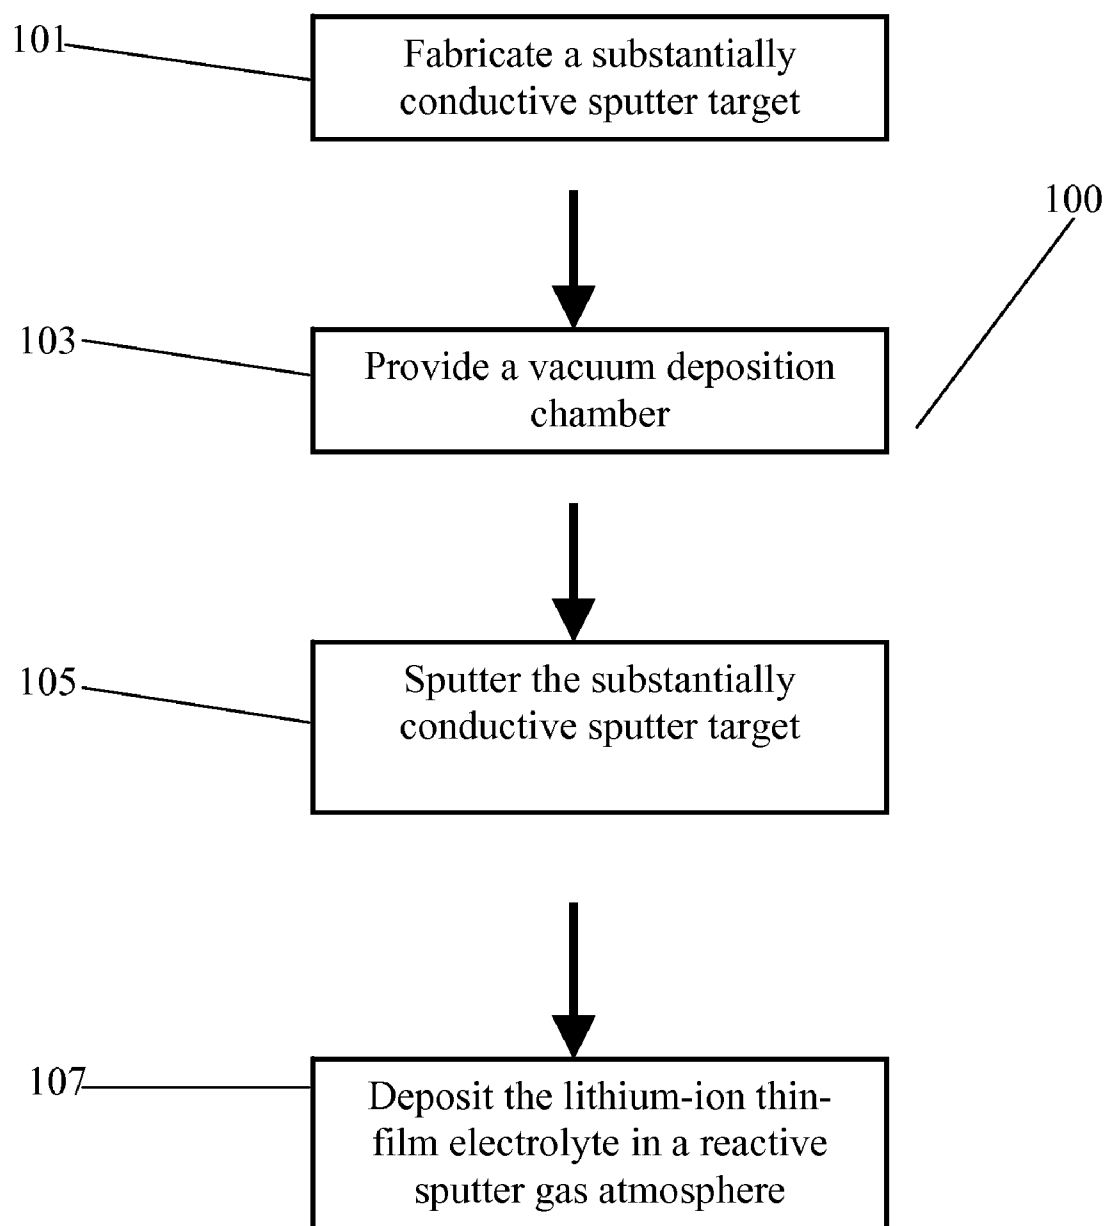 101
Fabricate a substantially
conductive sputter target
100
103
Provide a vacuum deposition
chamber
105
Sputter the substantially
conductive sputter target
107
Deposit the lithium-ion thin-
film electrolyte in a reactive
sputter gas atmosphere